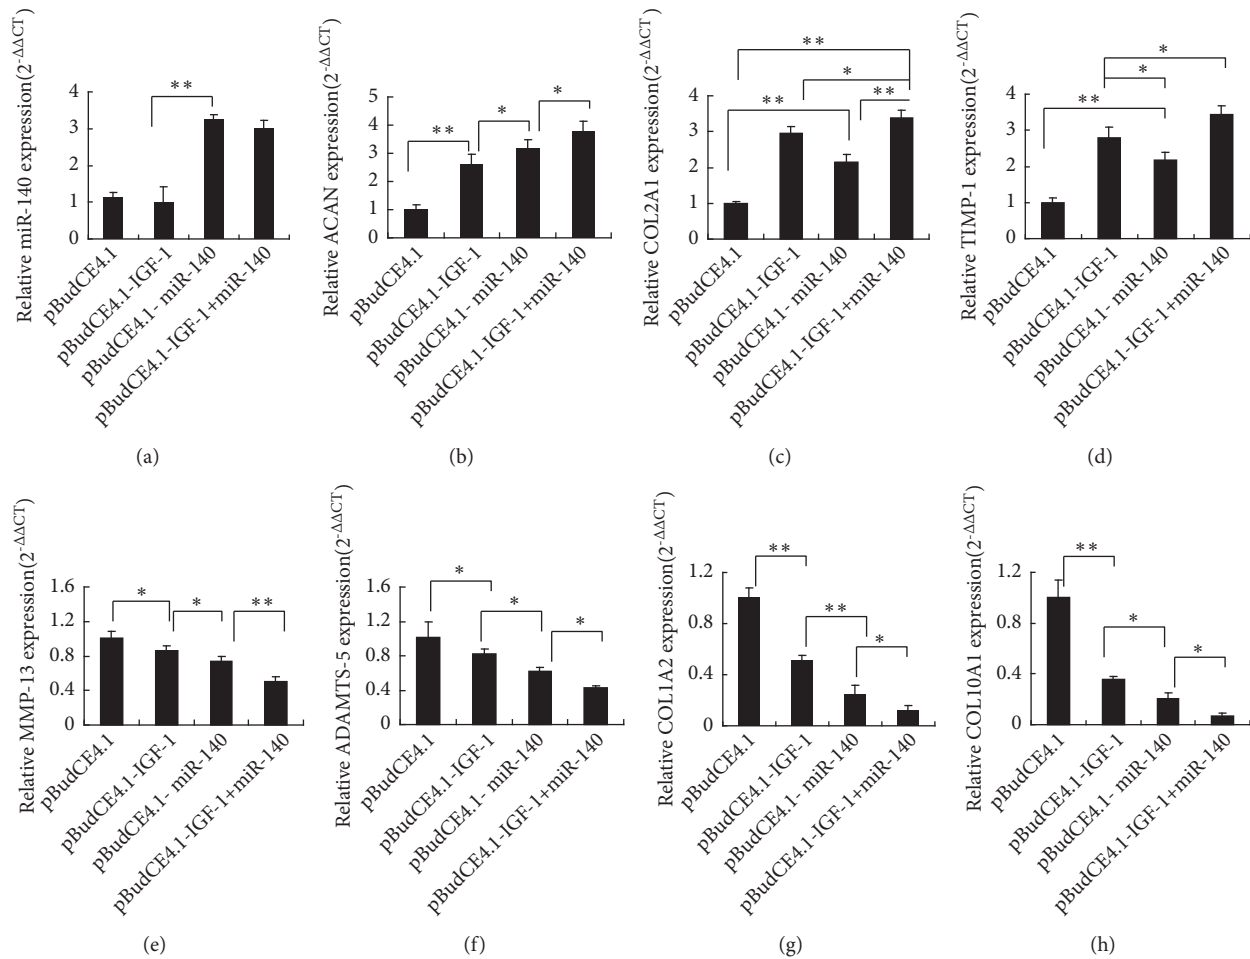 Relative miR-140 expression(2-ΔΔCT)
4
3
2
1
0
**
pBudCE4.1
pBudCE4.1-IGF-1
pBudCE4.1- miR-140
pBudCE4.1-IGF-1+miR-140
(a)
Relative ACAN expression(2-ΔΔCT)
5
4
3
2
1
0
**
*
*
pBudCE4.1
pBudCE4.1-IGF-1
pBudCE4.1- miR-140
pBudCE4.1-IGF-1+miR-140
(b)
Relative COL2A1 expression(2-ΔΔCT)
4
3
2
1
0
**
*
**
**
pBudCE4.1
pBudCE4.1-IGF-1
pBudCE4.1- miR-140
pBudCE4.1-IGF-1+miR-140
(c)
Relative TIMP-1 expression(2-ΔΔCT)
4
3
2
1
0
*
*
**
pBudCE4.1
pBudCE4.1-IGF-1
pBudCE4.1- miR-140
pBudCE4.1-IGF-1+miR-140
(d)
Relative MMP-13 expression(2-ΔΔCT)
1.6
1.2
0.8
0.4
0
*
*
**
pBudCE4.1
pBudCE4.1-IGF-1
pBudCE4.1- miR-140
pBudCE4.1-IGF-1+miR-140
(e)
Relative ADAMTS-5 expression(2-ΔΔCT)
1.6
1.2
0.8
0.4
0
*
*
*
pBudCE4.1
pBudCE4.1-IGF-1
pBudCE4.1- miR-140
pBudCE4.1-IGF-1+miR-140
(f)
Relative COL1A2 expression(2-ΔΔCT)
1.2
0.8
0.4
0
**
**
*
pBudCE4.1
pBudCE4.1-IGF-1
pBudCE4.1- miR-140
pBudCE4.1-IGF-1+miR-140
(g)
Relative COL10A1 expression(2-ΔΔCT)
1.2
0.8
0.4
0
**
*
*
pBudCE4.1
pBudCE4.1-IGF-1
pBudCE4.1- miR-140
pBudCE4.1-IGF-1+miR-140
(h)